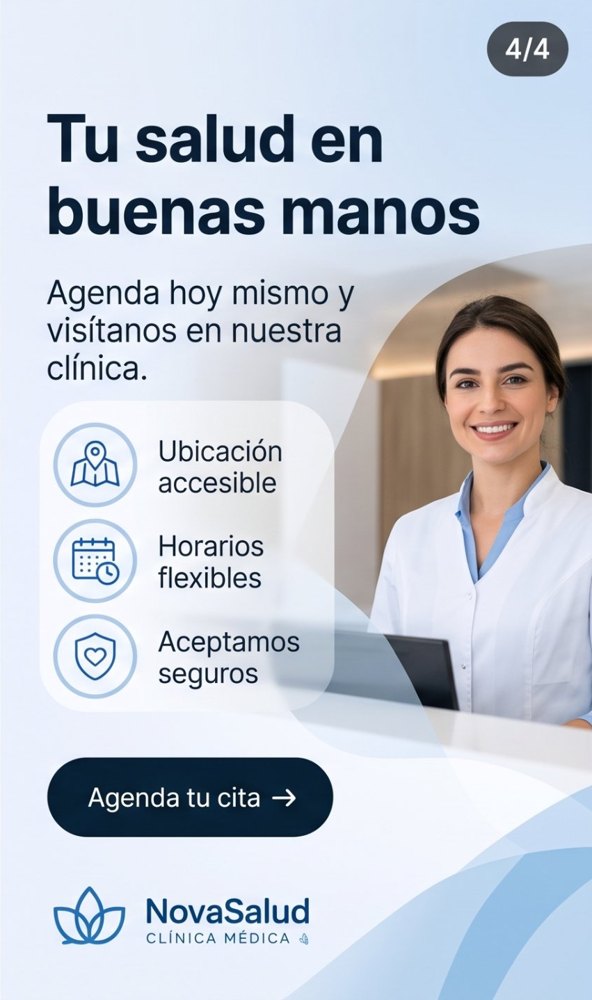 4/4
Tu salud en
buenas manos
Agenda hoy mismo y
visítanos en nuestra
clínica.
Ubicación
accesible
Horarios
flexibles
Aceptamos
seguros
Agenda tu cita →
NovaSalud
CLÍNICA MÉDICA